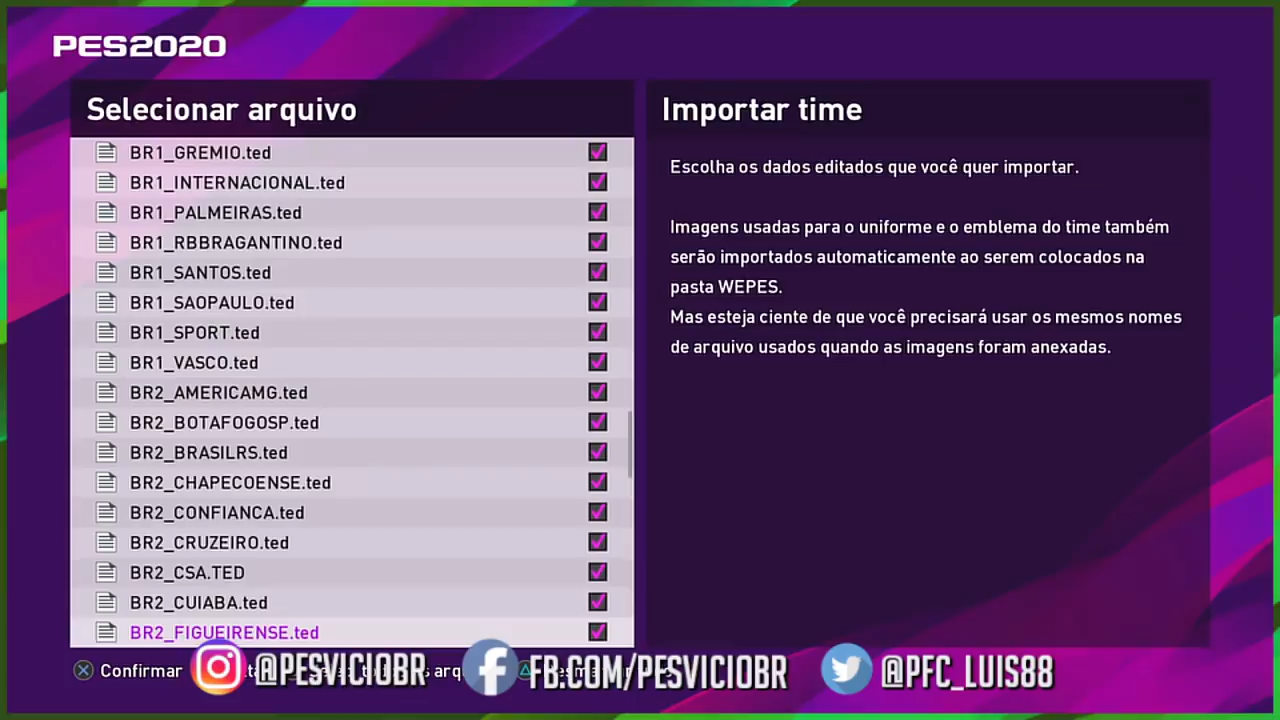 PES2020
Selecionar arquivo
BR1_GREMIO.ted
BR1_INTERNACIONAL.ted
BR1_PALMEIRAS.ted
BR1_RBBRAGANTINO.ted
BR1_SANTOS.ted
BR1_SAOPAULO.ted
BR1_SPORT.ted
BR1_VASCO.ted
BR2_AMERICAMG.ted
BR2_BOTAFOGOSP.ted
BR2_BRASILRS.ted
BR2_CHAPECOENSE.ted
BR2_CONFIANCA.ted
BR2_CRUZEIRO.ted
BR2_CSA.TED
BR2_CUIABA.ted
BR2_FIGUEIRENSE.ted
Importar time
Escolha os dados editados que você quer importar.
Imagens usadas para o uniforme e o emblema do time também
serão importados automaticamente ao serem colocados na
pasta WEPES.
Mas esteja ciente de que você precisará usar os mesmos nomes
de arquivo usados quando as imagens foram anexadas.
Confirmar
@PESVICIOBR
FB.COM/PESVICIOBR
@PFC_LUIS88